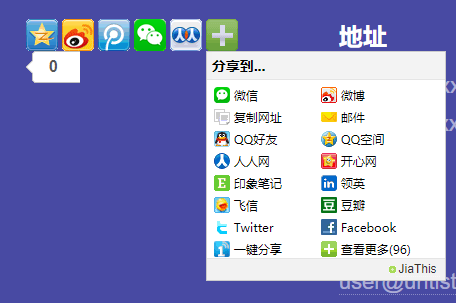 地址
0
分享到...
微信 微博
复制网址 邮件
QQ好友 QQ空间
人人网 开心网
印象笔记 领英
飞信 豆瓣
Twitter Facebook
一键分享 查看更多(96)
JiaThis